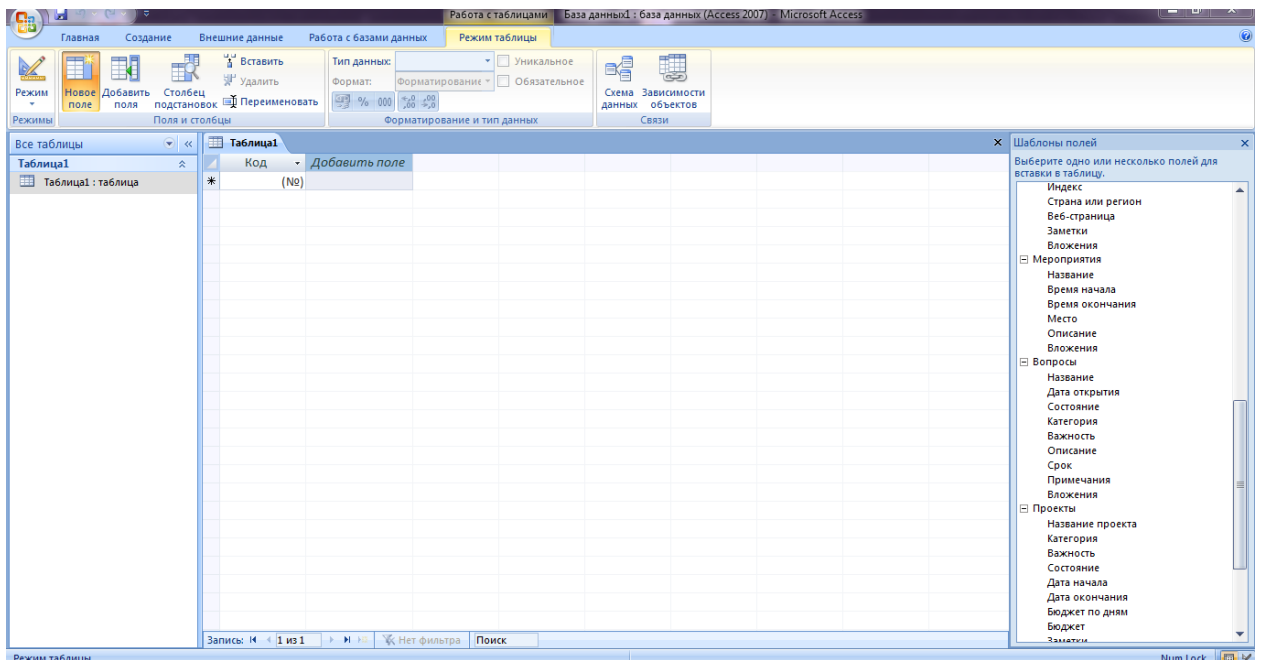 Работа с таблицами База данных1 : база данных (Access 2007) - Microsoft Access
Главная Создание Внешние данные Работа с базами данных Режим таблицы
Режим
Новое поле
Добавить поля
Столбец подстановок
Вставить
Удалить
Переименовать
Тип данных:
Формат: Форматирование
% 000 ,0 ,00 ,00 ,0
Уникальное
Обязательное
Схема данных
Зависимости объектов
Режимы Поля и столбцы Форматирование и тип данных Связи
Все таблицы
Таблица1
Таблица1 : таблица
Таблица1
Код Добавить поле
* (№)
Запись: 1 из 1 Нет фильтра Поиск
Шаблоны полей
Выберите одно или несколько полей для
вставки в таблицу.
Индекс
Страна или регион
Веб-страница
Заметки
Вложения
Мероприятия
Название
Время начала
Время окончания
Место
Описание
Вложения
Вопросы
Название
Дата открытия
Состояние
Категория
Важность
Описание
Срок
Примечания
Вложения
Проекты
Название проекта
Категория
Важность
Состояние
Дата начала
Дата окончания
Бюджет по дням
Бюджет
Заметки
Режим таблицы Num Lock